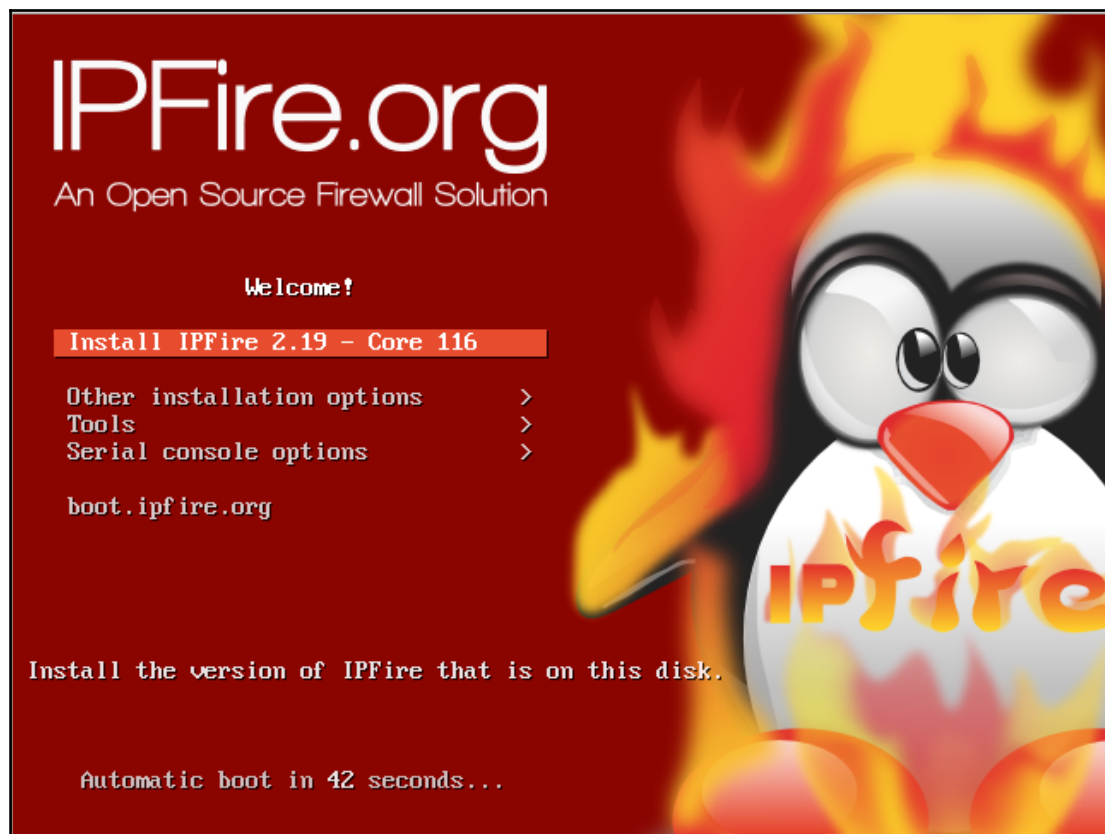 IPFire.org
An Open Source Firewall Solution
Welcome!
Install IPFire 2.19 - Core 116
Other installation options >
Tools >
Serial console options >
boot.ipfire.org
IPfire
Install the version of IPFire that is on this disk.
Automatic boot in 42 seconds...